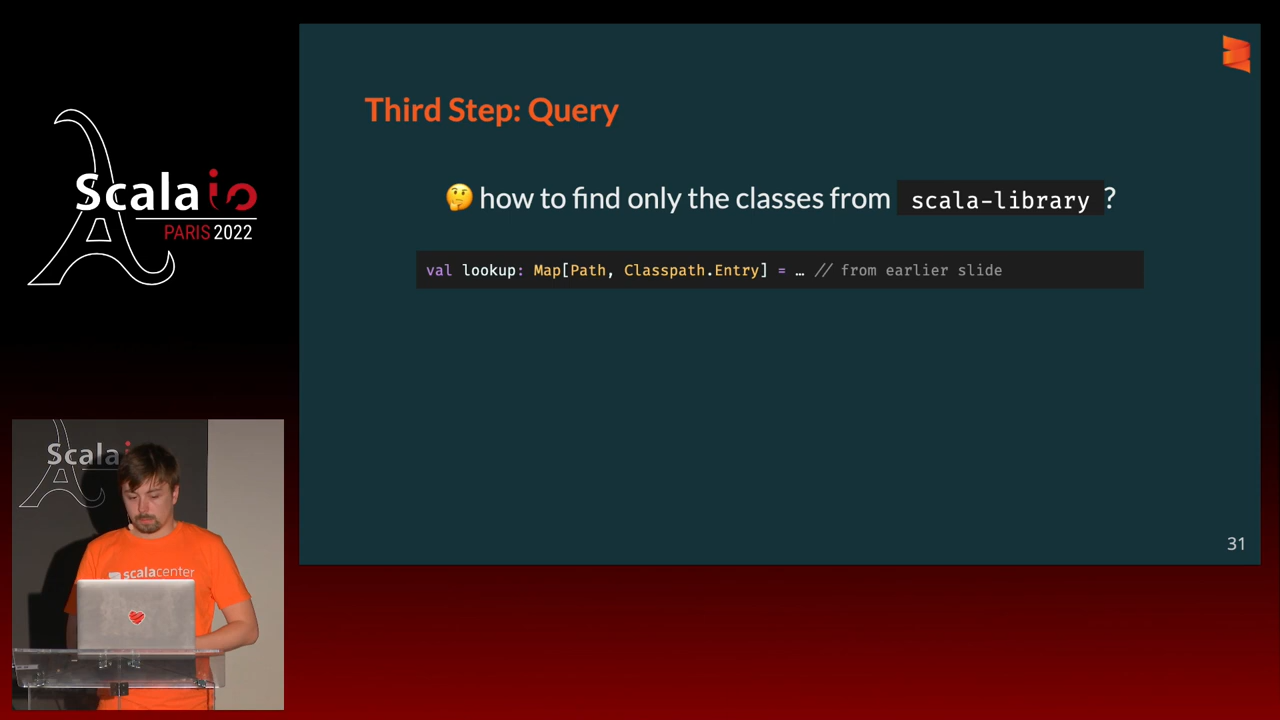 Scalaio
PARIS 2022
Third Step: Query
🤔 how to find only the classes from scala-library ?
val lookup: Map[Path, Classpath.Entry] = … // from earlier slide
31
Scala
scalacenter